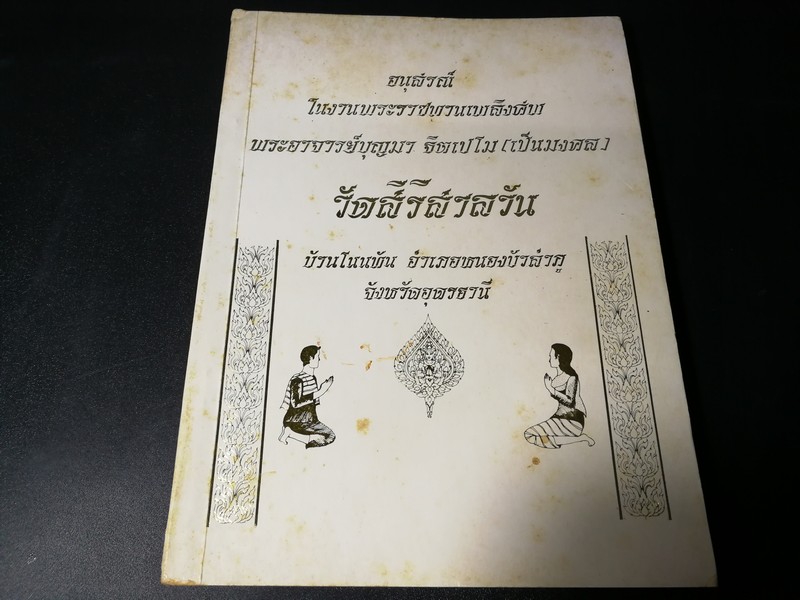 อนุสรณ์
ในงานพระราชทานเพลิงศพ
พระอาจารย์บุญมา ฐิตเปโม (เป็นมงคล)
วัดสิริสาลวัน
บ้านโนนทัน อำเภอหนองบัวลำภู
จังหวัดอุดรธานี